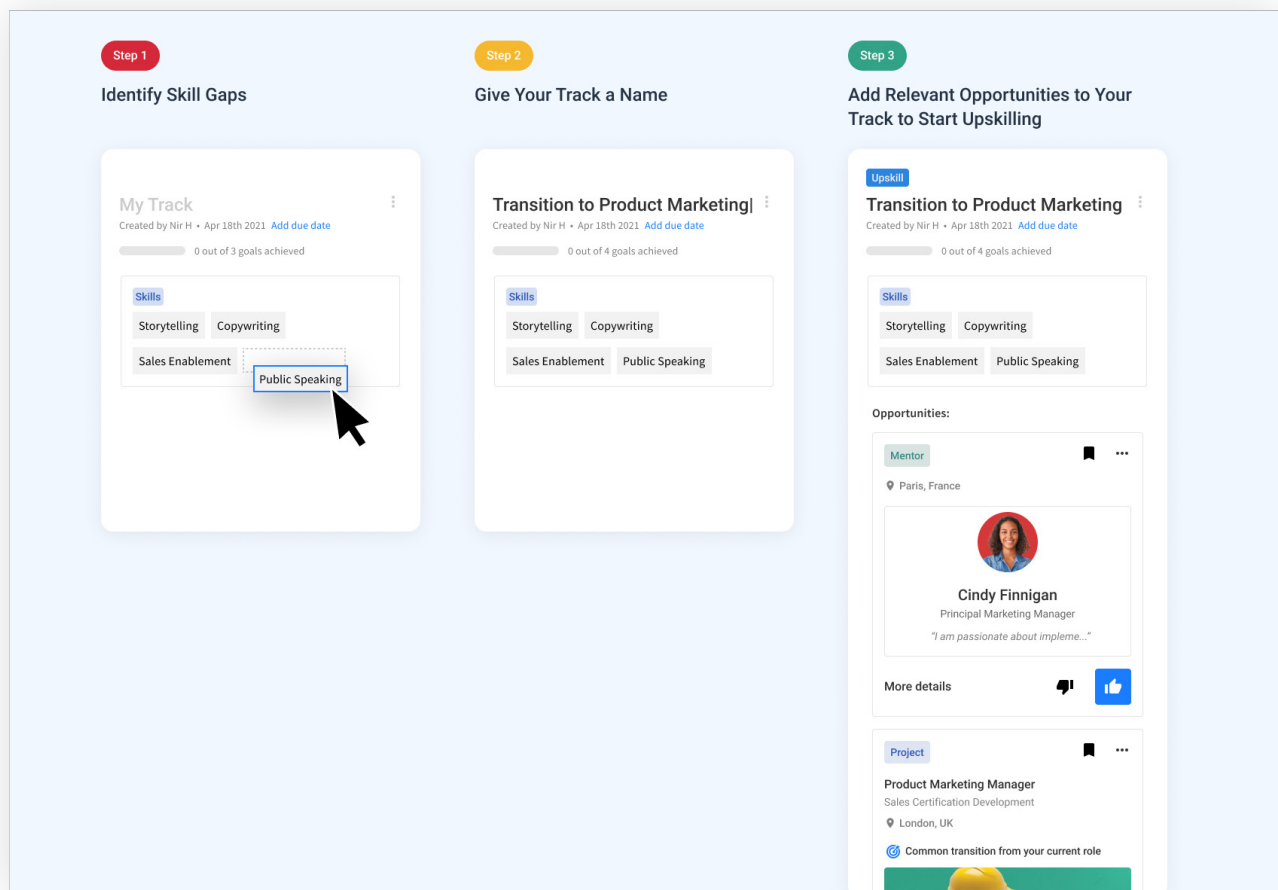 Step 1
Identify Skill Gaps
My Track
Created by Nir H • Apr 18th 2021 Add due date
0 out of 3 goals achieved
Skills
Storytelling Copywriting
Sales Enablement
Public Speaking
Step 2
Give Your Track a Name
Transition to Product Marketing
Created by Nir H • Apr 18th 2021 Add due date
0 out of 4 goals achieved
Skills
Storytelling Copywriting
Sales Enablement Public Speaking
Step 3
Add Relevant Opportunities to Your
Track to Start Upskilling
Upskill
Transition to Product Marketing
Created by Nir H • Apr 18th 2021 Add due date
0 out of 4 goals achieved
Skills
Storytelling Copywriting
Sales Enablement Public Speaking
Opportunities:
Mentor
Paris, France
Cindy Finnigan
Principal Marketing Manager
"I am passionate about impleme..."
More details
Project
Product Marketing Manager
Sales Certification Development
London, UK
Common transition from your current role